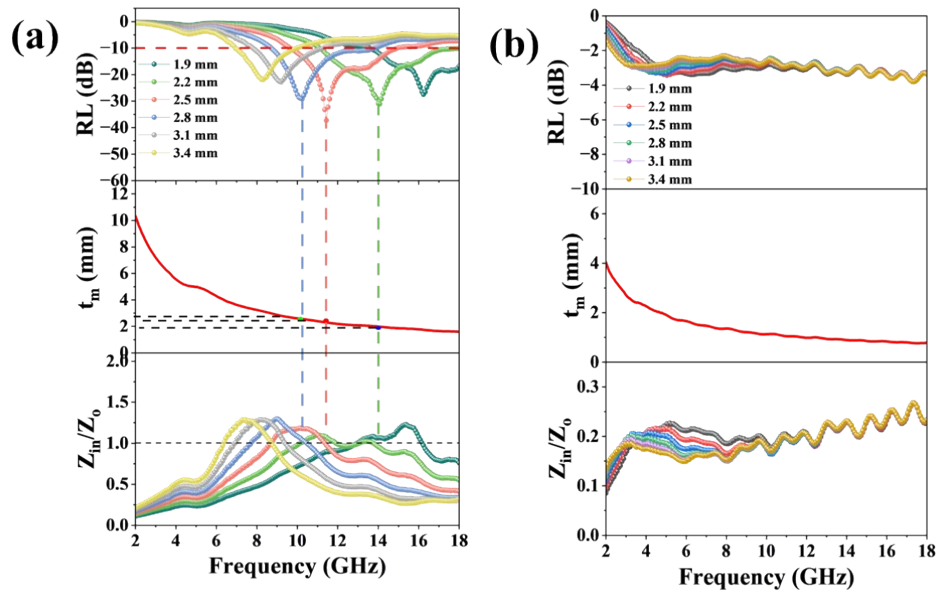 (a)
RL (dB)
0
−10
−20
−30
−40
−50
−60
1.9 mm
2.2 mm
2.5 mm
2.8 mm
3.1 mm
3.4 mm
tm (mm)
12
10
8
6
4
2
0
Zin/Zo
2.0
1.5
1.0
0.5
0.0
2 4 6 8 10 12 14 16 18
Frequency (GHz)
(b)
RL (dB)
0
−2
−4
−6
−8
−10
1.9 mm
2.2 mm
2.5 mm
2.8 mm
3.1 mm
3.4 mm
tm (mm)
6
4
2
0
Zin/Zo
0.3
0.2
0.1
0.0
2 4 6 8 10 12 14 16 18
Frequency (GHz)